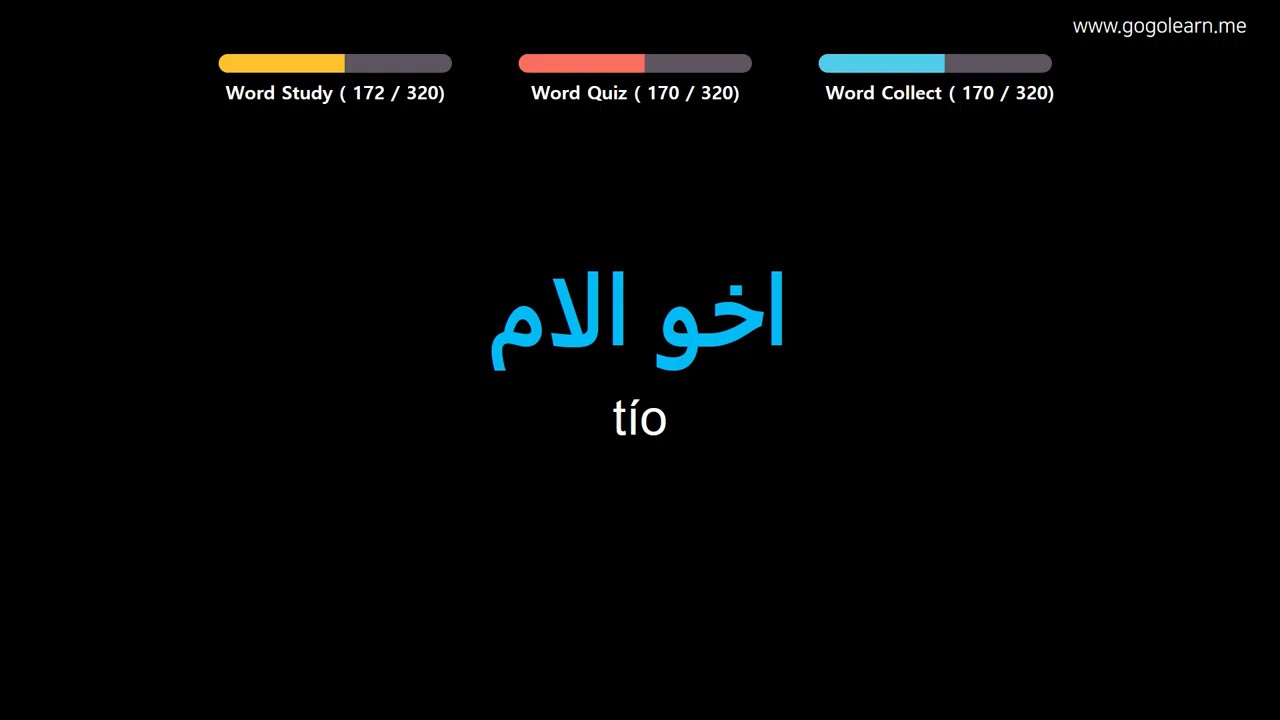 www.gogolearn.me
Word Study ( 172 / 320)
Word Quiz ( 170 / 320)
Word Collect ( 170 / 320)
اخو الام
tío